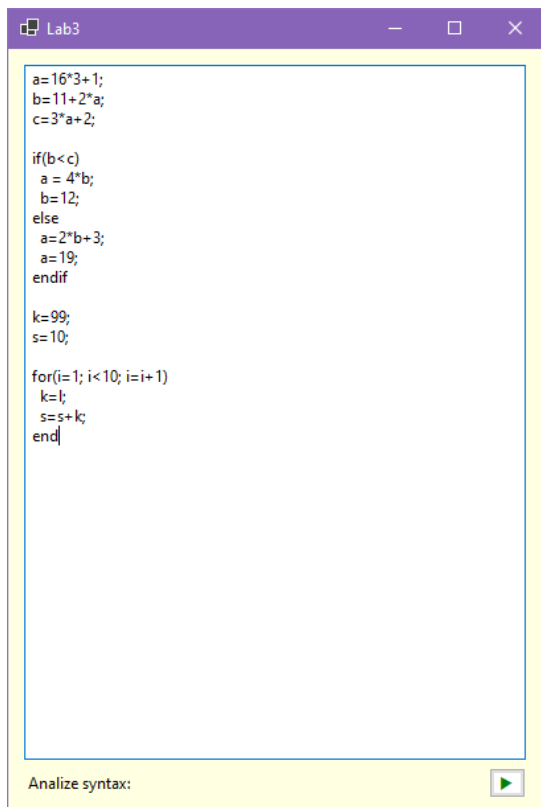 Lab3
a=16*3+1;
b=11+2*a;
c=3*a+2;
if(b<c)
a = 4*b;
b=12;
else
a=2*b+3;
a=19;
endif
k=99;
s=10;
for(i=1; i<10; i=i+1)
k=I;
s=s+k;
end
Analize syntax: